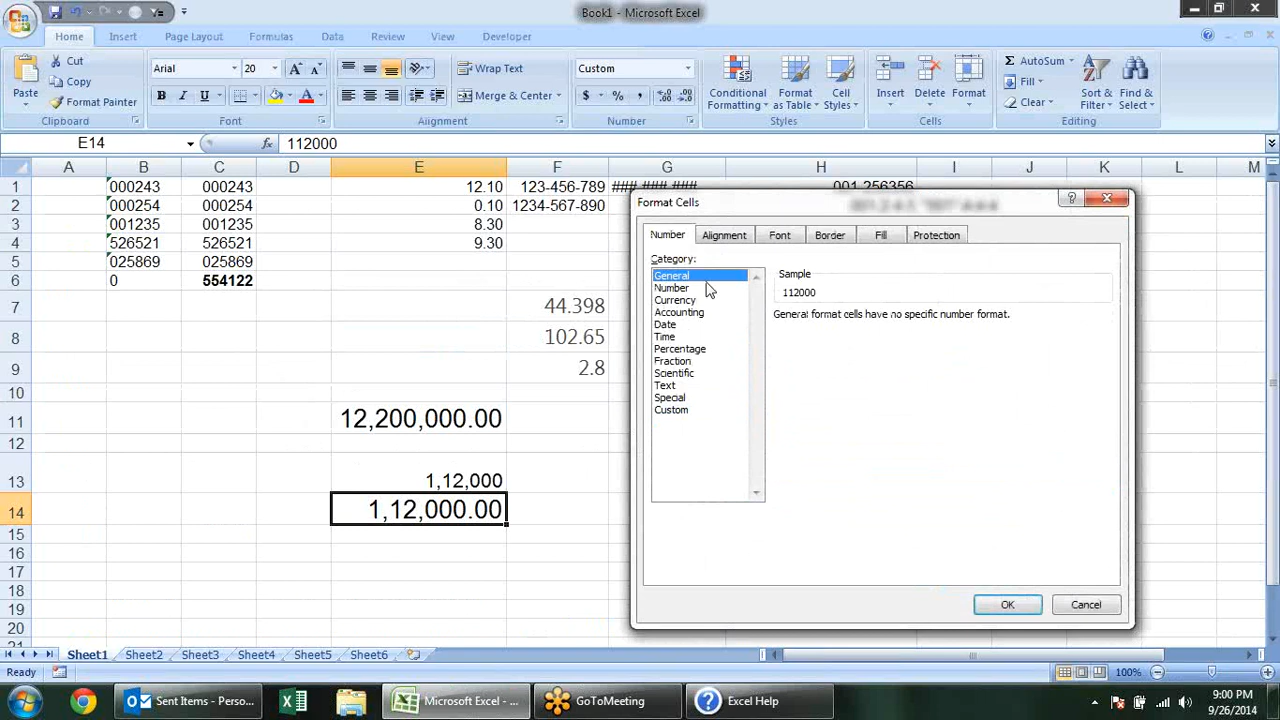 Book1 - Microsoft Excel
Home Insert Page Layout Formulas Data Review View Developer
Cut Arial 20 Wrap Text Custom Σ AutoSum
Copy Fill
Paste Format Painter B I U A Merge & Center $ % , Conditional Formatting Format as Table Cell Styles Insert Delete Format Clear Sort & Filter Find & Select
Clipboard Font Alignment Number Styles Cells Editing
E14 fx 112000
A B C D E F G H I J K L M
1 000243 000243 12.10 123-456-789 ### ### ### 001 256356
2 000254 000254 0.10 1234-567-890
3 001235 001235 8.30
4 526521 526521 9.30
5 025869 025869
6 0 554122
7 44.398
8 102.65
9 2.8
10
11 12,200,000.00
12
13 1,12,000
14 1,12,000.00
15
16
17
18
19
20
21
Format Cells
Number Alignment Font Border Fill Protection
Category:
General
Number
Currency
Accounting
Date
Time
Percentage
Fraction
Scientific
Text
Special
Custom
Sample
112000
General format cells have no specific number format.
OK Cancel
Sheet1 Sheet2 Sheet3 Sheet4 Sheet5 Sheet6
Ready 100%
Sent Items - Perso... Microsoft Excel - ... GoToMeeting Excel Help 9:00 PM
9/26/2014